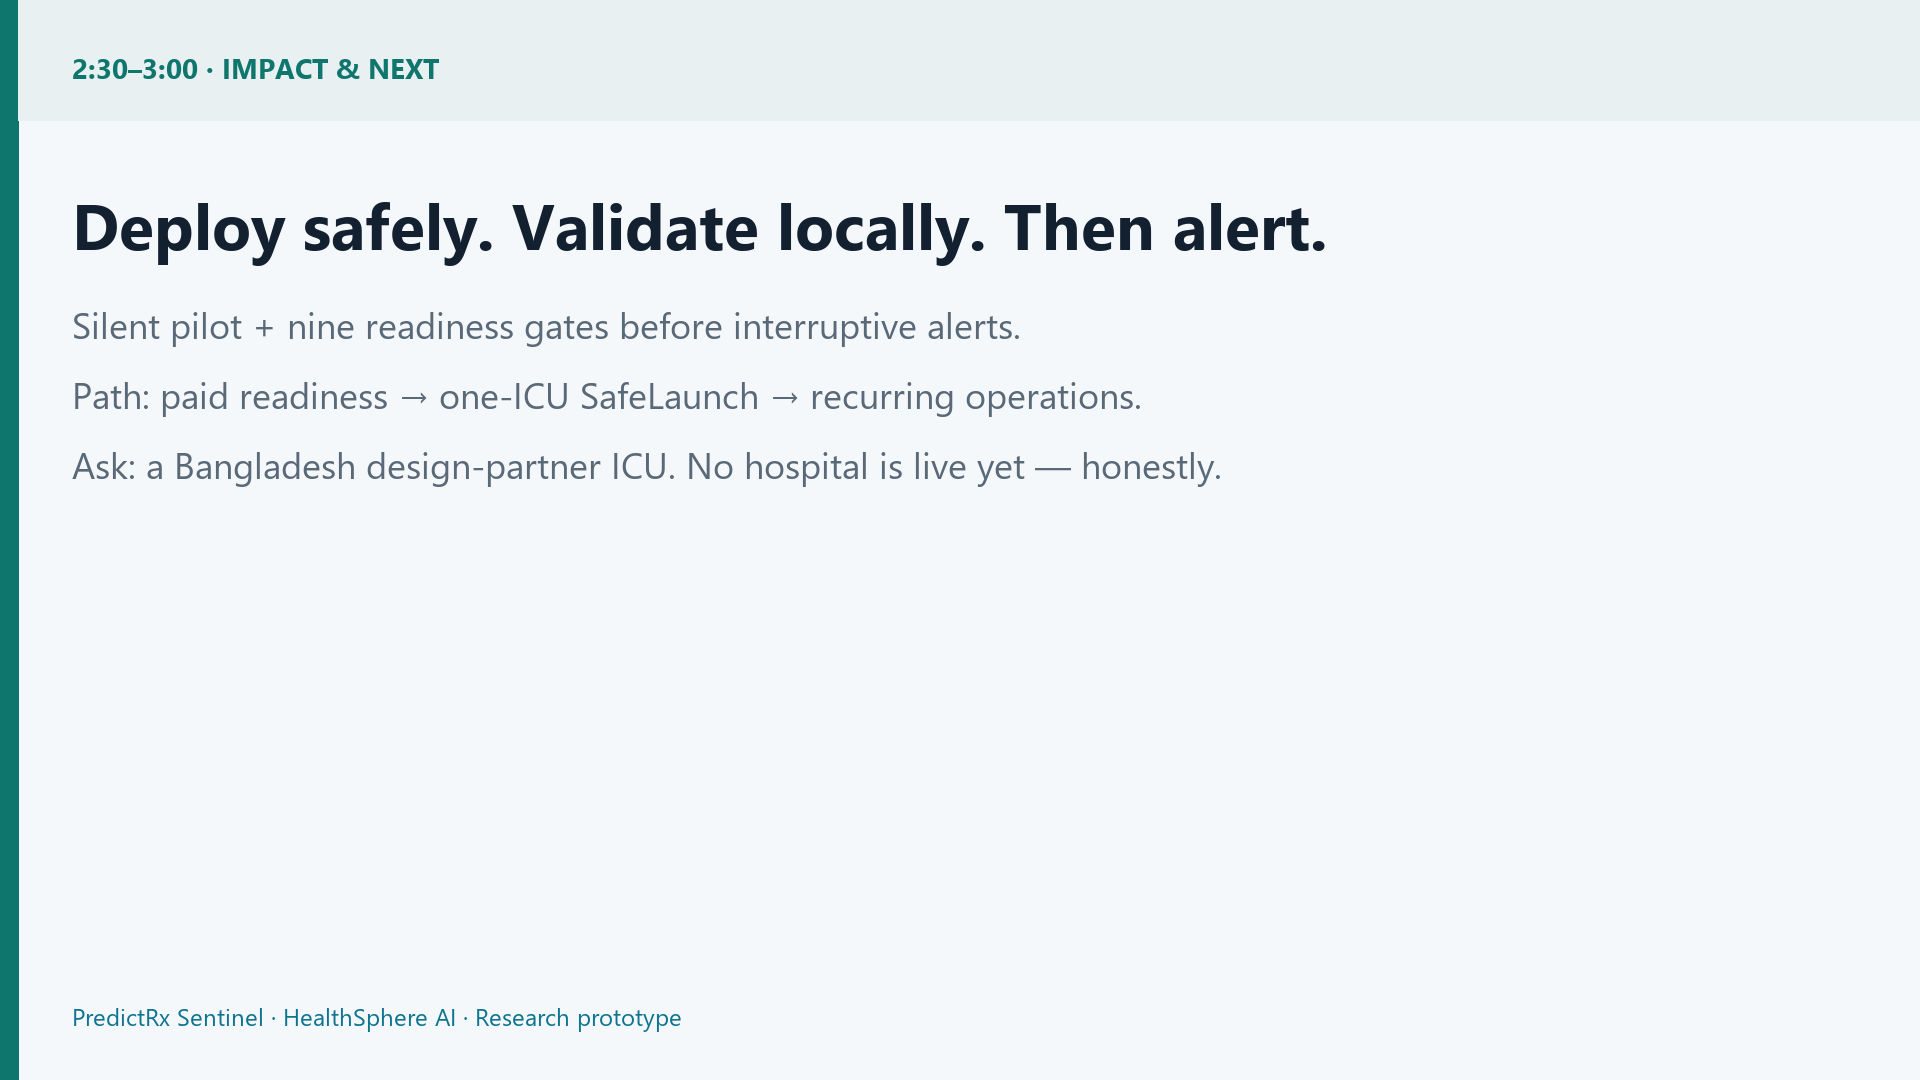 2:30–3:00 · IMPACT & NEXT
Deploy safely. Validate locally. Then alert.
Silent pilot + nine readiness gates before interruptive alerts.
Path: paid readiness → one-ICU SafeLaunch → recurring operations.
Ask: a Bangladesh design-partner ICU. No hospital is live yet — honestly.
PredictRx Sentinel · HealthSphere AI · Research prototype